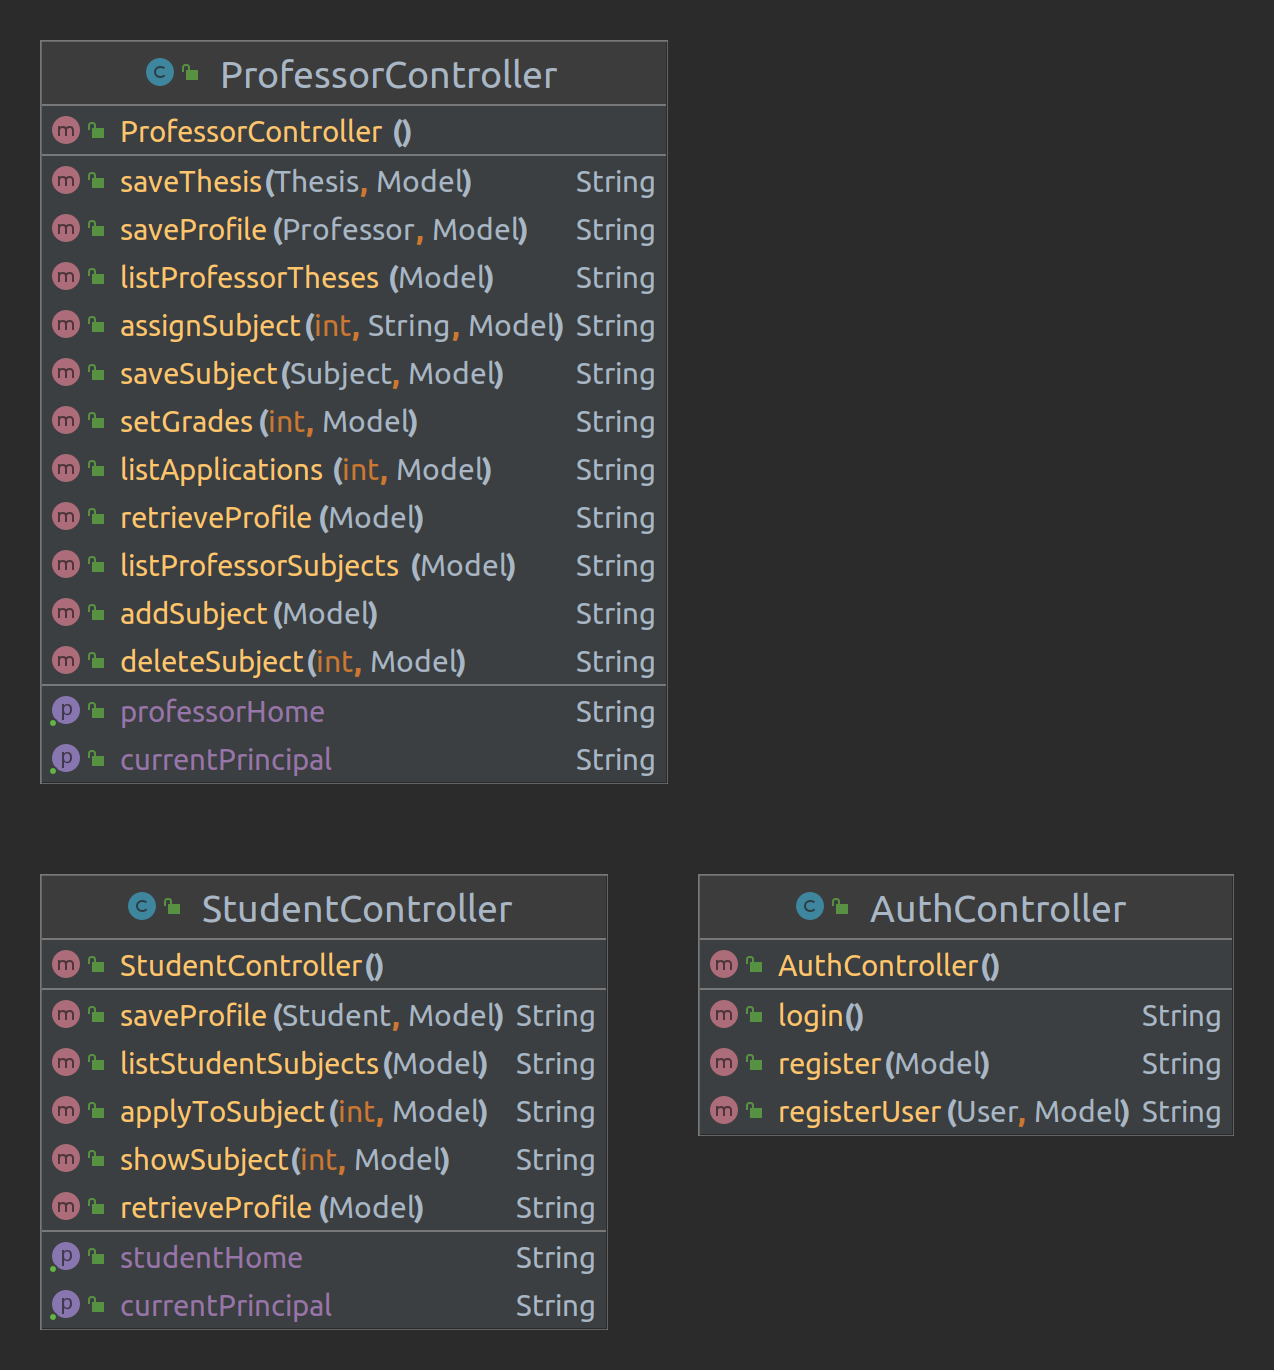 ProfessorController
ProfessorController ()
saveThesis(Thesis, Model) String
saveProfile(Professor, Model) String
listProfessorTheses (Model) String
assignSubject(int, String, Model) String
saveSubject(Subject, Model) String
setGrades (int, Model) String
listApplications (int, Model) String
retrieveProfile (Model) String
listProfessorSubjects (Model) String
addSubject(Model) String
deleteSubject(int, Model) String
professorHome String
currentPrincipal String
StudentController
StudentController()
saveProfile(Student, Model) String
listStudentSubjects(Model) String
applyToSubject(int, Model) String
showSubject(int, Model) String
retrieveProfile (Model) String
studentHome String
currentPrincipal String
AuthController
AuthController()
login() String
register(Model) String
registerUser(User, Model) String